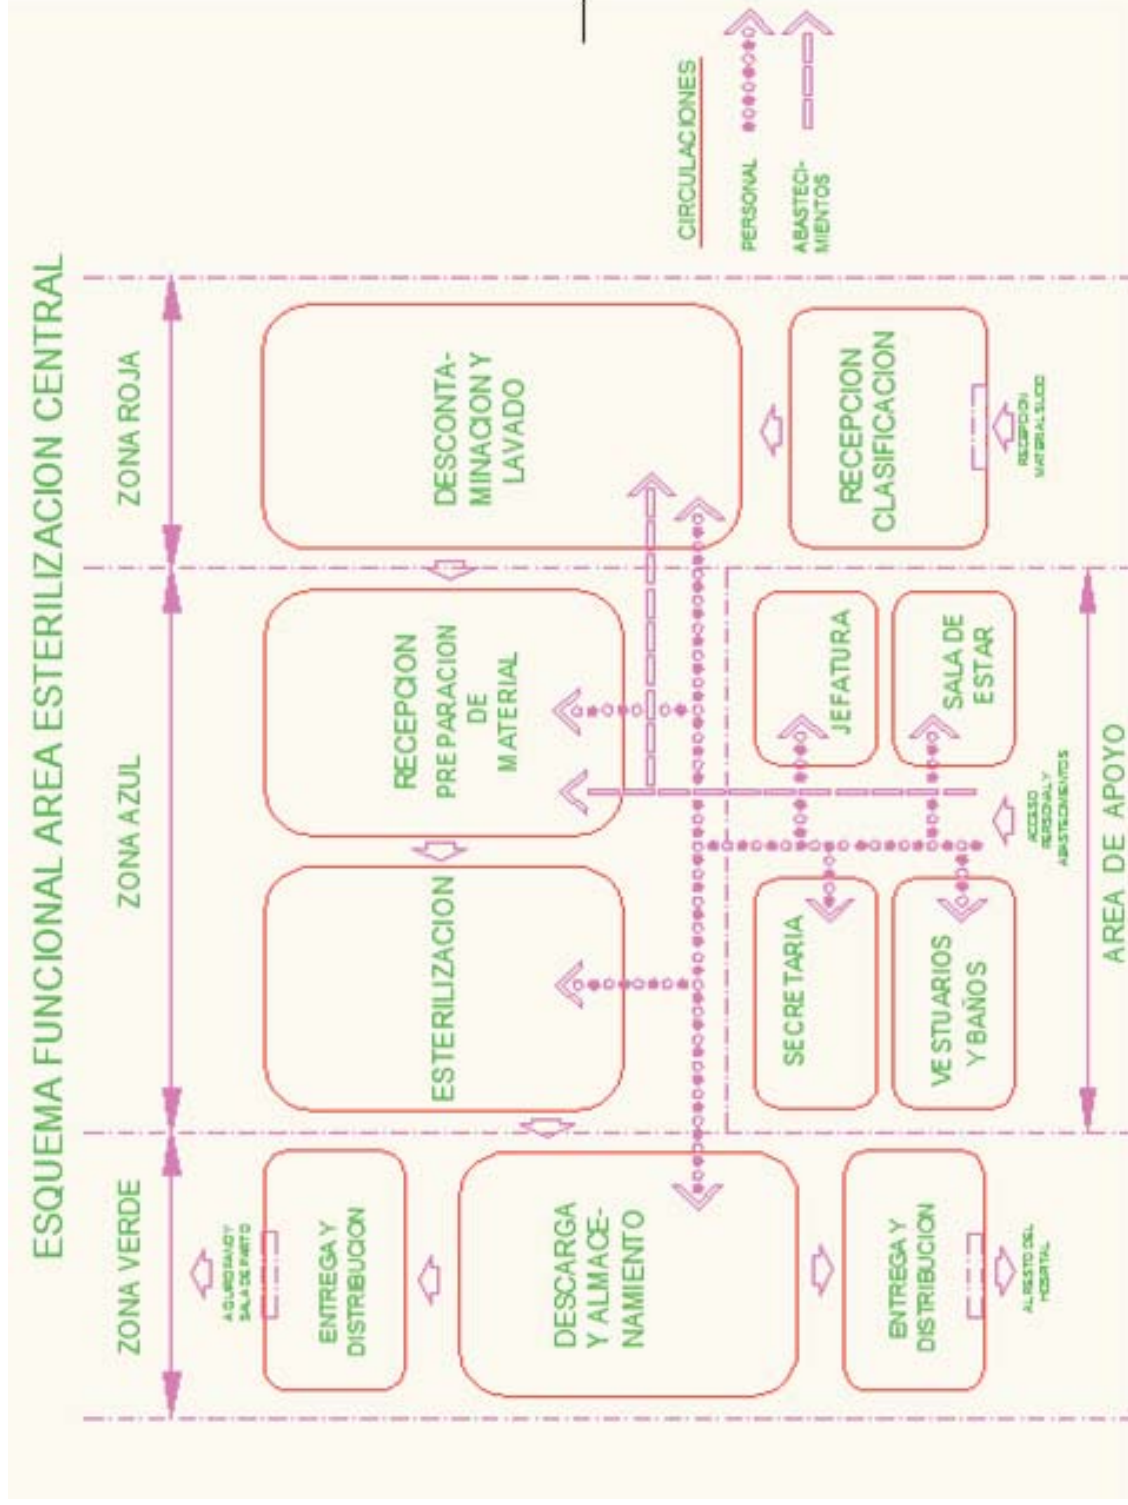 ESQUEMA FUNCIONAL AREA ESTERILIZACION CENTRAL
ZONA VERDE
ZONA AZUL
ZONA ROJA
A QUIROFANO Y
SALA DE PARTO
ENTREGA Y
DISTRIBUCION
DESCARGA
Y ALMACE-
NAMIENTO
ENTREGA Y
DISTRIBUCION
AL RESTO DEL
HOSPITAL
ESTERILIZACION
RECEPCION
PREPARACION
DE
MATERIAL
DESCONTA-
MINACION Y
LAVADO
SECRETARIA
JEFATURA
VESTUARIOS
Y BAÑOS
SALA DE
ESTAR
RECEPCION
CLASIFICACION
ACCESO
PERSONAL Y
ABASTECIMIENTOS
RECEPCION
MATERIAL SUCIO
AREA DE APOYO
CIRCULACIONES
PERSONAL
ABASTECI-
MIENTOS